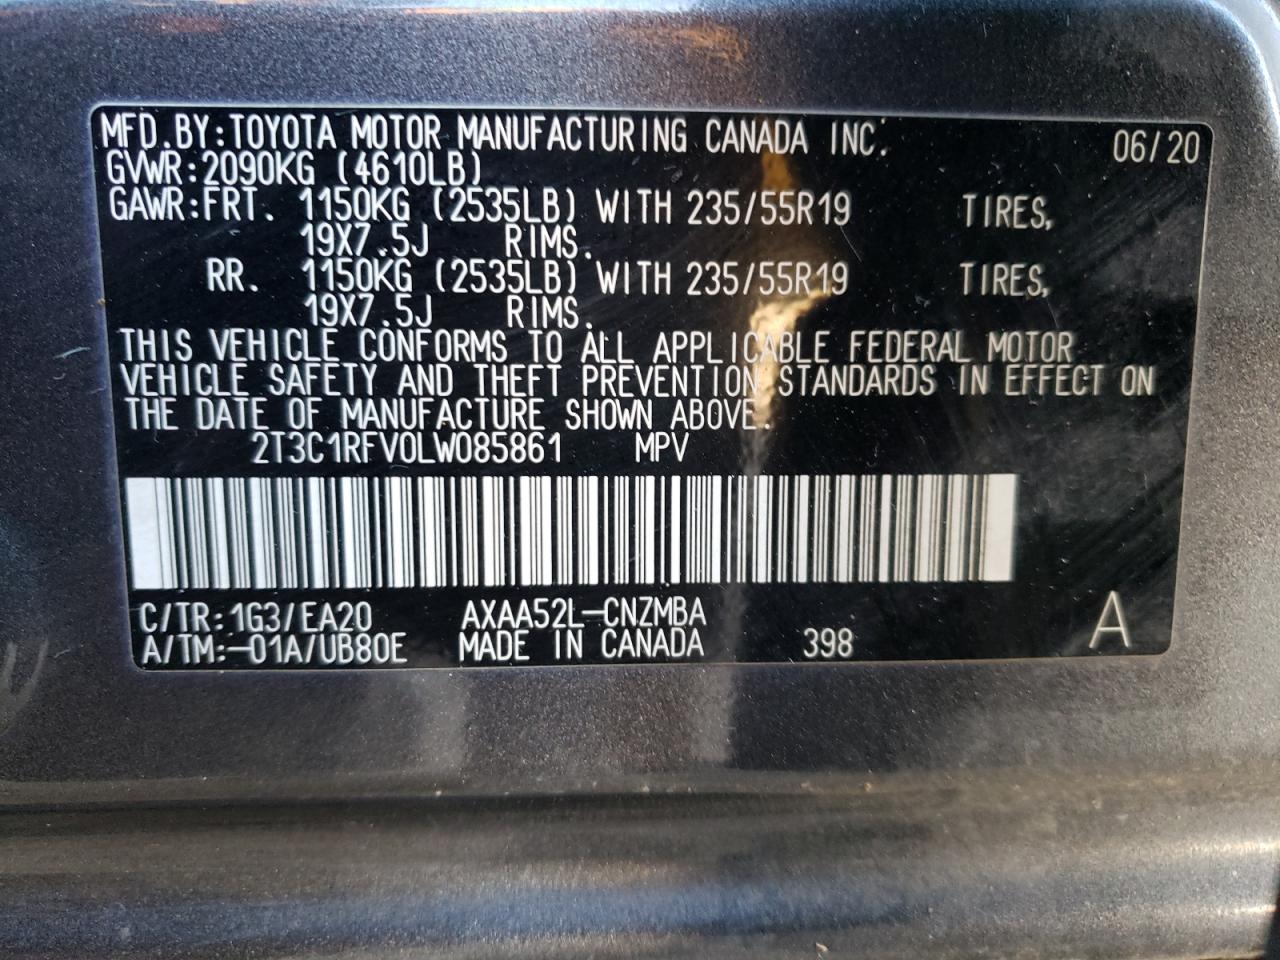 MFD.BY:TOYOTA MOTOR MANUFACTURING CANADA INC. 06/20
GVWR:2090KG (4610LB)
GAWR:FRT. 1150KG (2535LB) WITH 235/55R19 TIRES,
19X7.5J RIMS.
RR. 1150KG (2535LB) WITH 235/55R19 TIRES,
19X7.5J RIMS.
THIS VEHICLE CONFORMS TO ALL APPLICABLE FEDERAL MOTOR
VEHICLE SAFETY AND THEFT PREVENTION STANDARDS IN EFFECT ON
THE DATE OF MANUFACTURE SHOWN ABOVE.
2T3C1RFV0LW085861 MPV
C/TR:1G3/EA20 AXAA52L-CNZMBA
A/TM:-01A/UB80E MADE IN CANADA 398 A